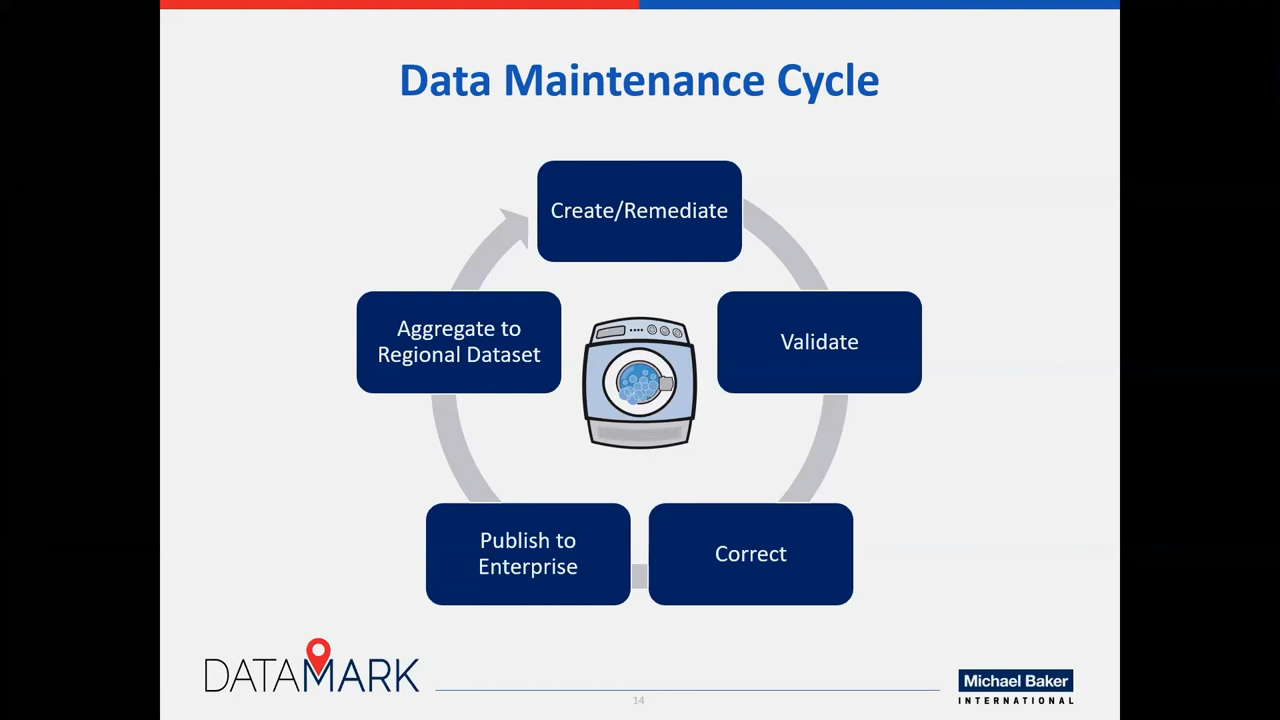 Data Maintenance Cycle
Create/Remediate
Validate
Correct
Publish to
Enterprise
Aggregate to
Regional Dataset
DATAMARK
14
Michael Baker
INTERNATIONAL